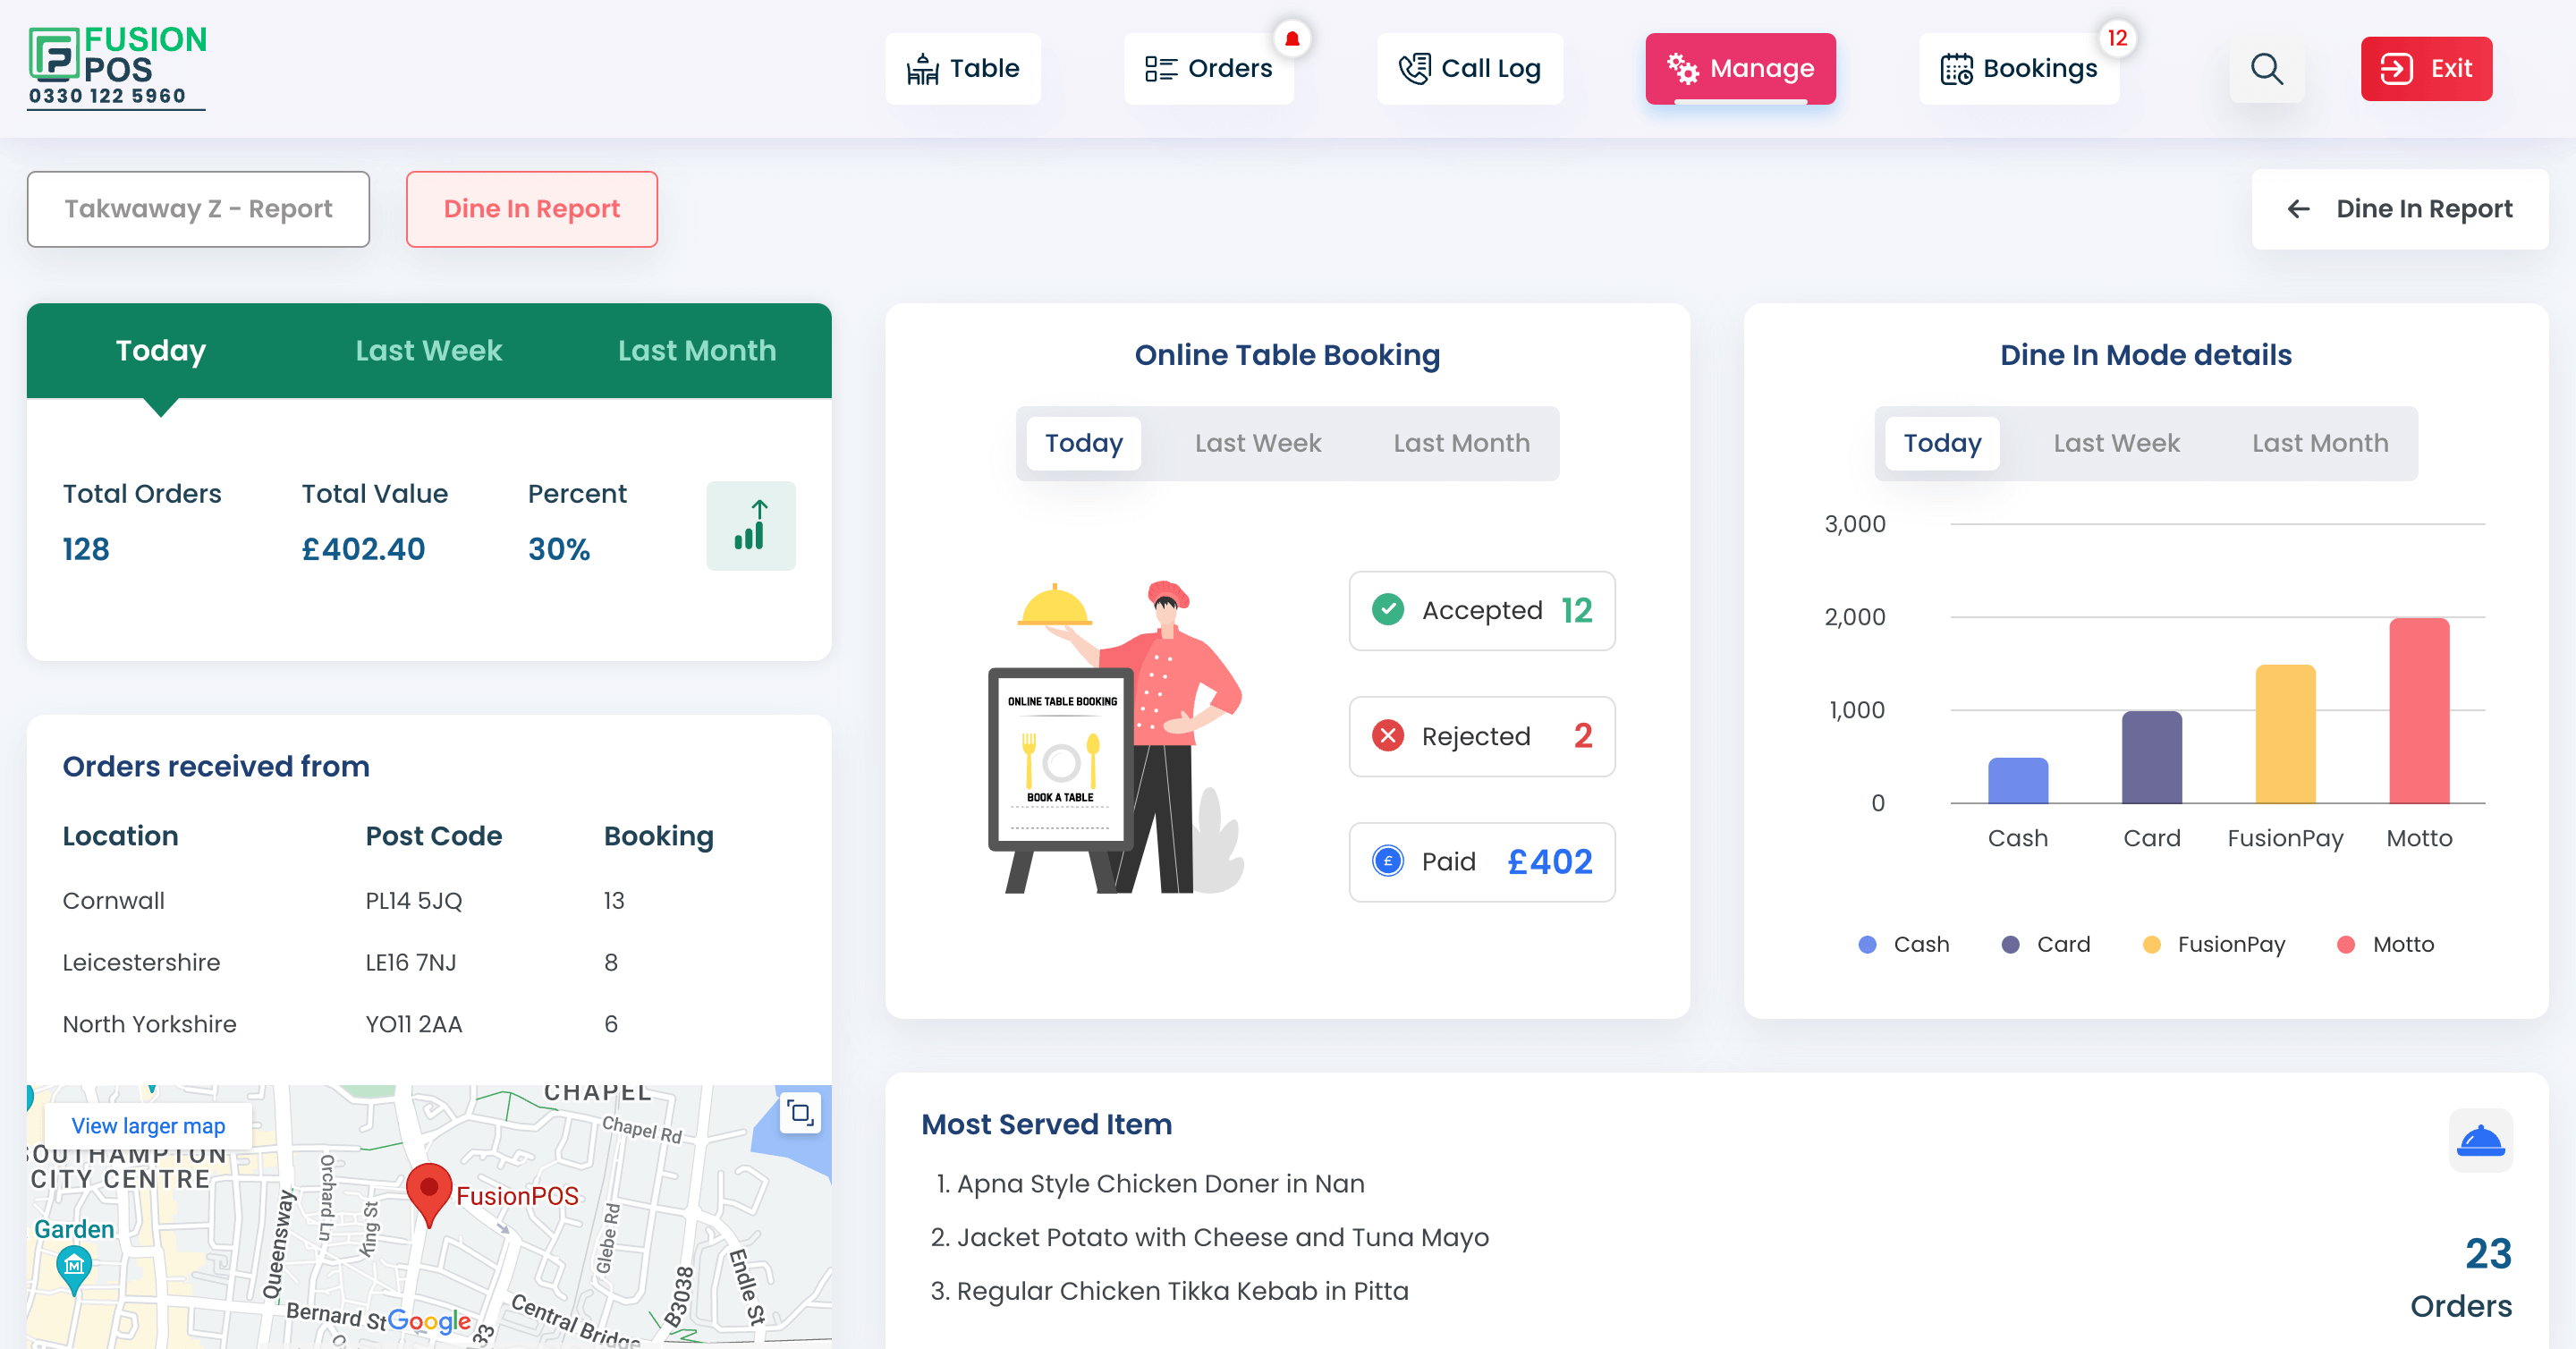 FUSION
POS
0330 122 5960
Table
Orders
Call Log
Manage
Bookings
12
Exit
Takwaway Z - Report
Dine In Report
Dine In Report
Today Last Week Last Month
Total Orders Total Value Percent
128 £402.40 30%
Orders received from
Location Post Code Booking
Cornwall PL14 5JQ 13
Leicestershire LE16 7NJ 8
North Yorkshire YO11 2AA 6
CHAPEL
View larger map
Chapel Rd
SOUTHAMPTON
CITY CENTRE
Orchard Ln
FusionPOS
Queensway
King St
Glebe Rd
Garden
M
Endle St
B3038
Bernard St
Google
Central Bridge
33
Online Table Booking
Today Last Week Last Month
ONLINE TABLE BOOKING
BOOK A TABLE
Accepted 12
Rejected 2
£ Paid £402
Dine In Mode details
Today Last Week Last Month
3,000
2,000
1,000
0
Cash Card FusionPay Motto
Cash Card FusionPay Motto
Most Served Item
1. Apna Style Chicken Doner in Nan
2. Jacket Potato with Cheese and Tuna Mayo
3. Regular Chicken Tikka Kebab in Pitta
23
Orders